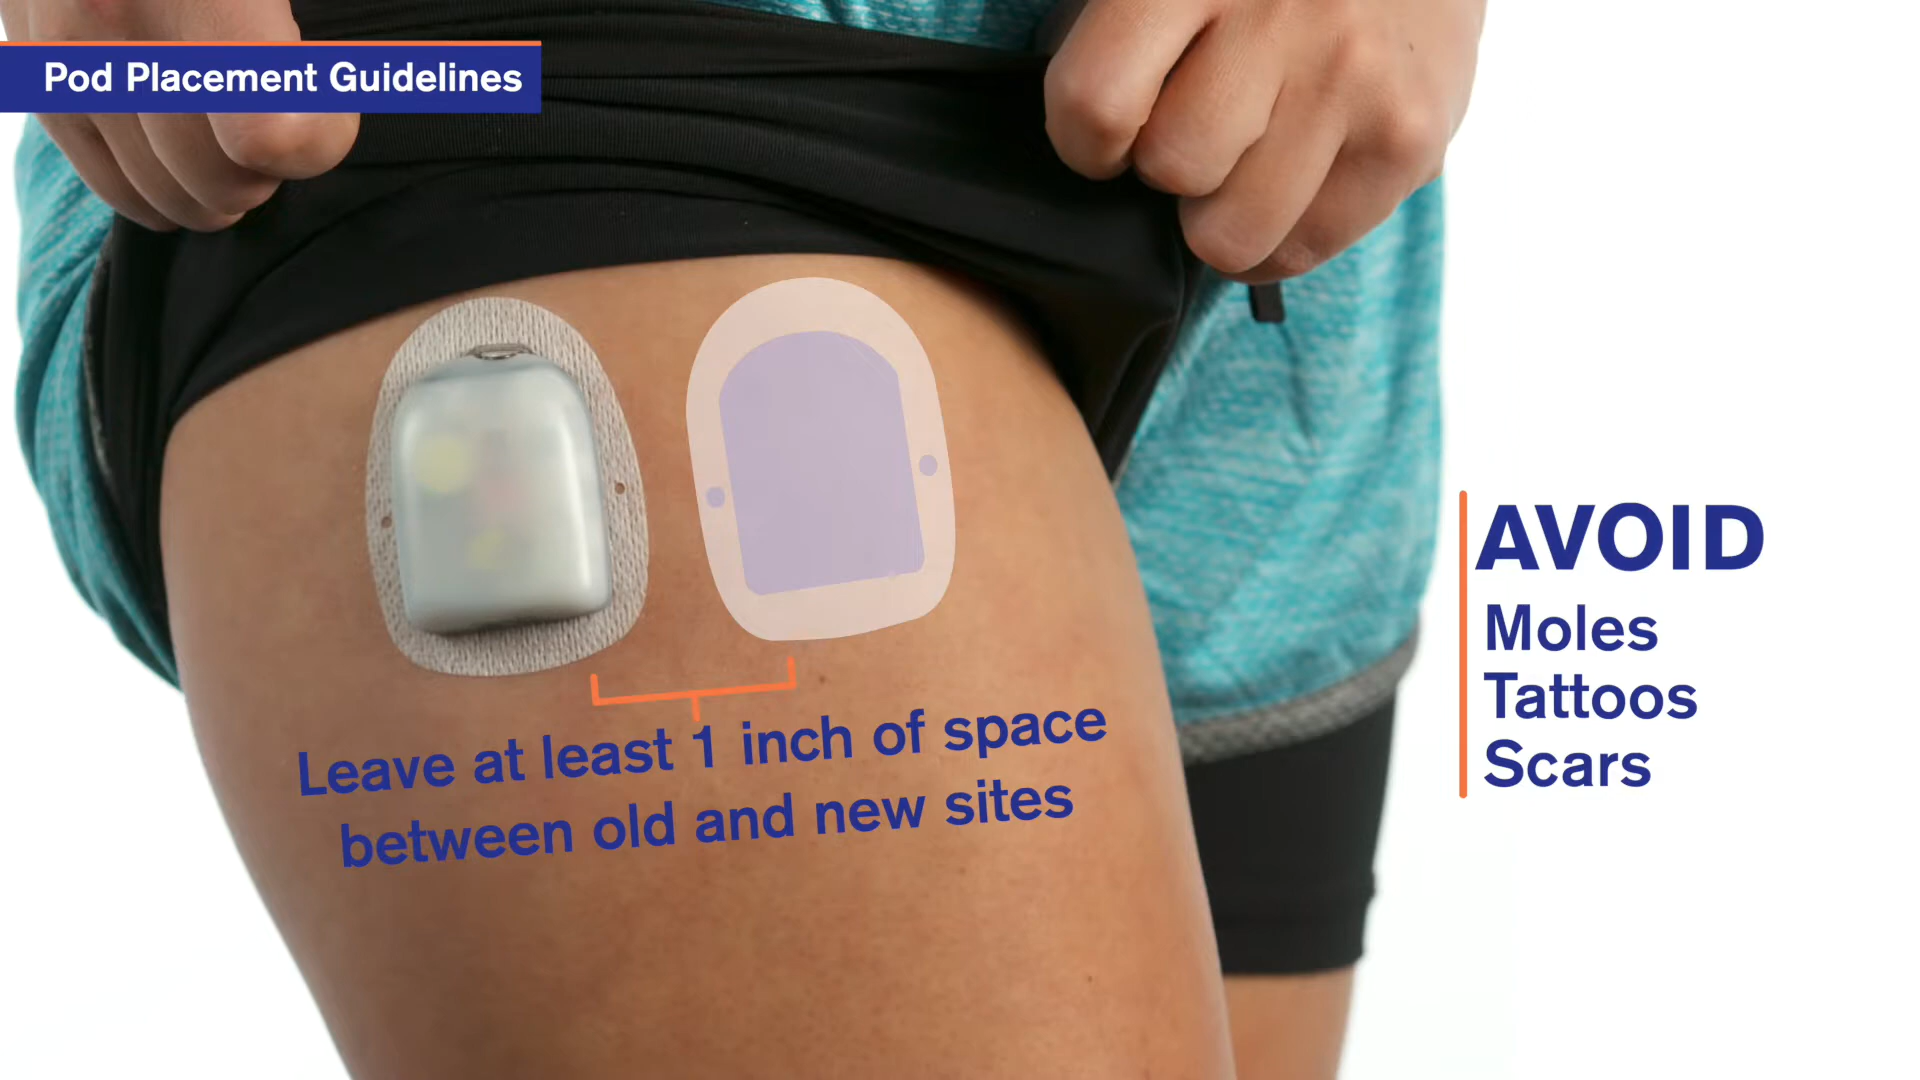 Pod Placement Guidelines
Leave at least 1 inch of space
between old and new sites
AVOID
Moles
Tattoos
Scars